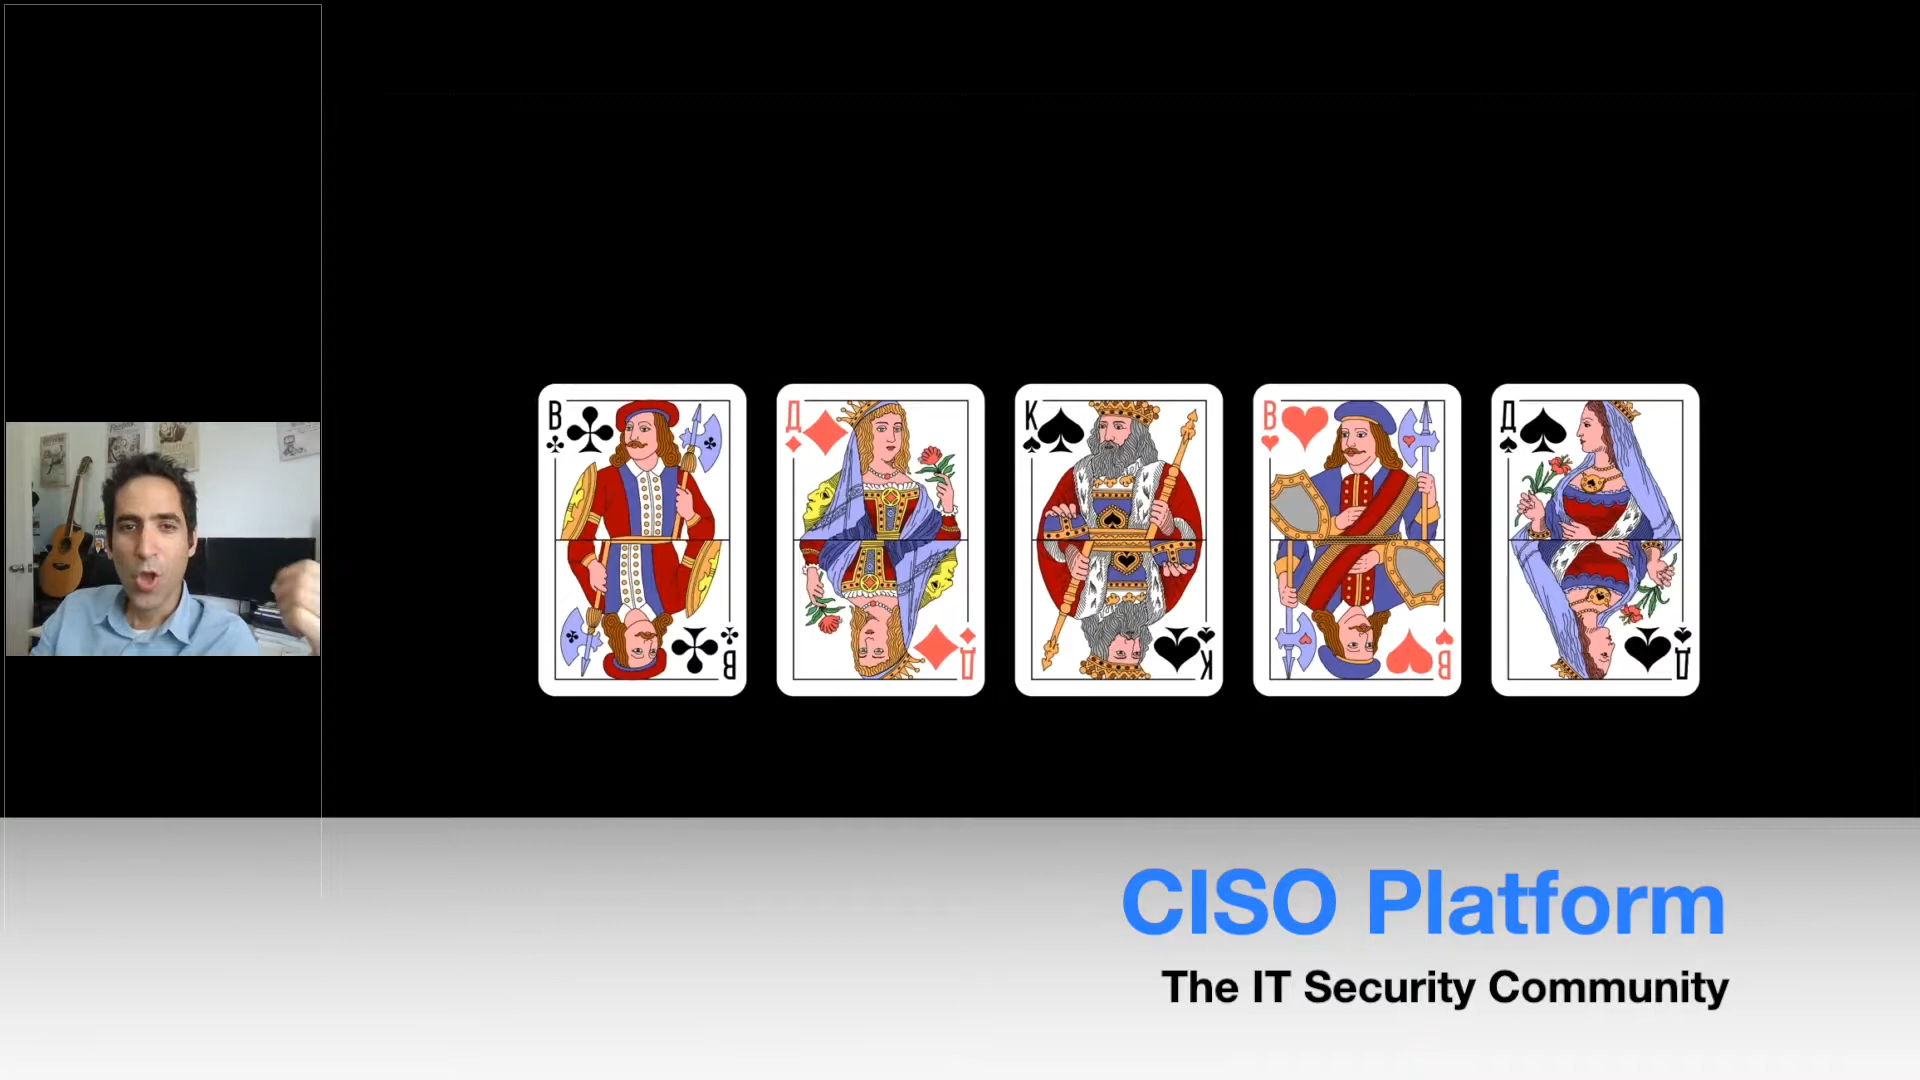 В
Д
К
В
Д
В
Д
К
В
Д
CISO Platform
The IT Security Community